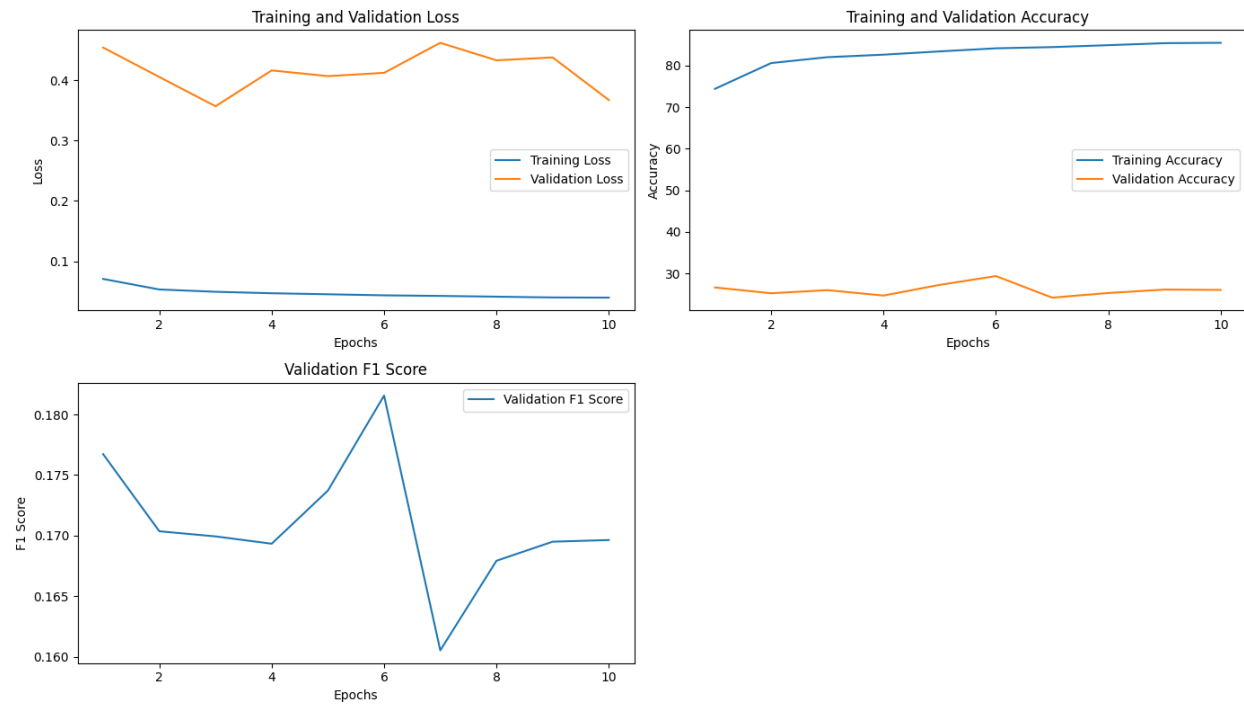 Training and Validation Loss
Loss
0.4
0.3
0.2
0.1
Training Loss
Validation Loss
2 4 6 8 10
Epochs
Training and Validation Accuracy
Accuracy
80
70
60
50
40
30
Training Accuracy
Validation Accuracy
2 4 6 8 10
Epochs
Validation F1 Score
F1 Score
0.180
0.175
0.170
0.165
0.160
Validation F1 Score
2 4 6 8 10
Epochs